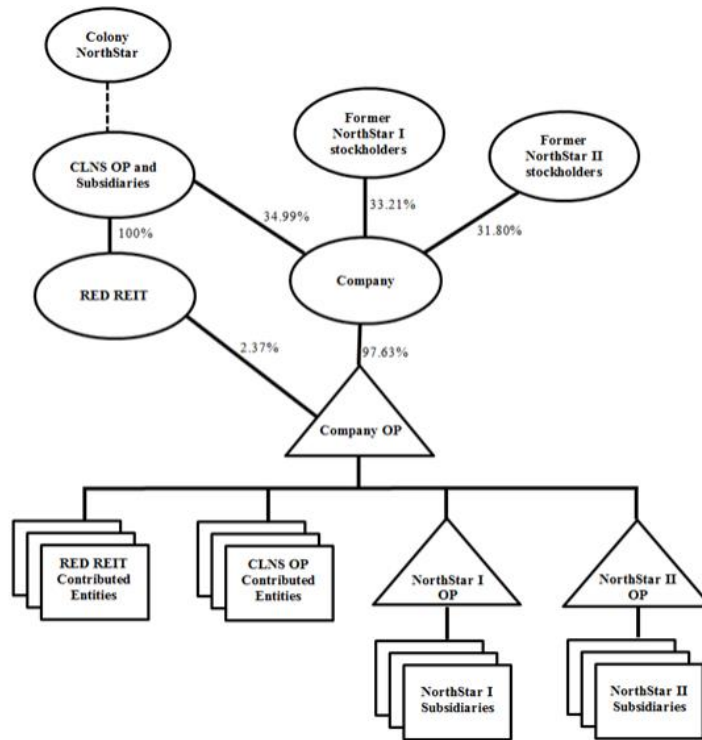 Colony
NorthStar
Former
NorthStar I
stockholders
Former
NorthStar II
stockholders
CLNS OP and
Subsidiaries
34.99%
33.21%
31.80%
100%
RED REIT
Company
2.37%
97.63%
Company OP
RED REIT
Contributed
Entities
CLNS OP
Contributed
Entities
NorthStar I
OP
NorthStar II
OP
NorthStar I
Subsidiaries
NorthStar II
Subsidiaries